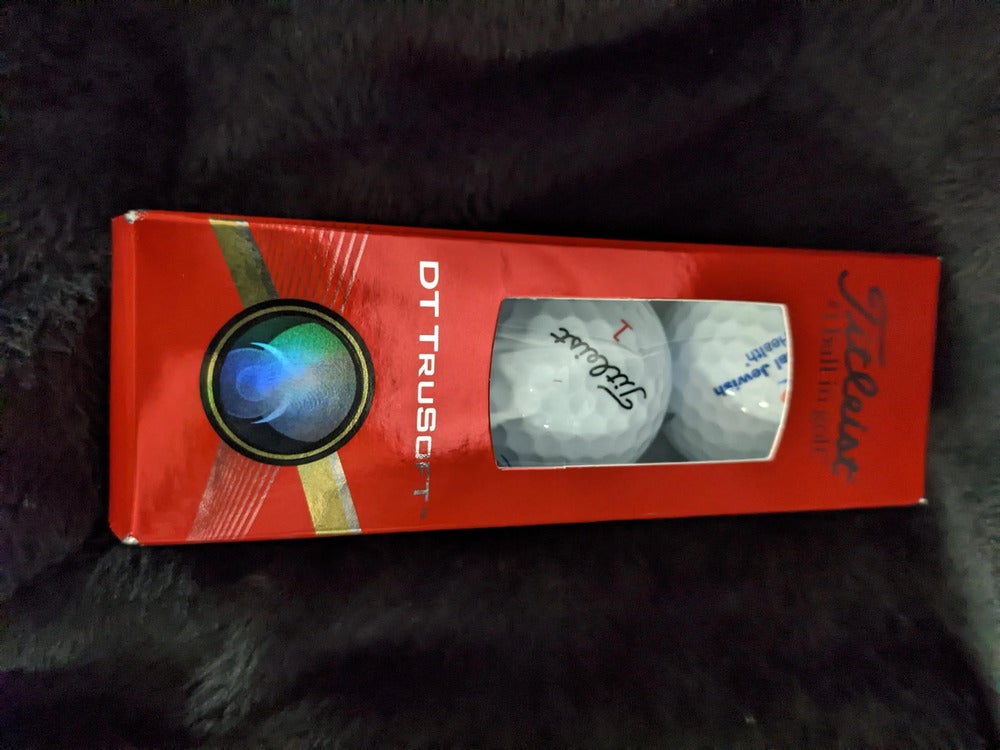 Titleist
#1 ball in golf
al Jewish
Health
1
Titleist
DT TRUSOFT